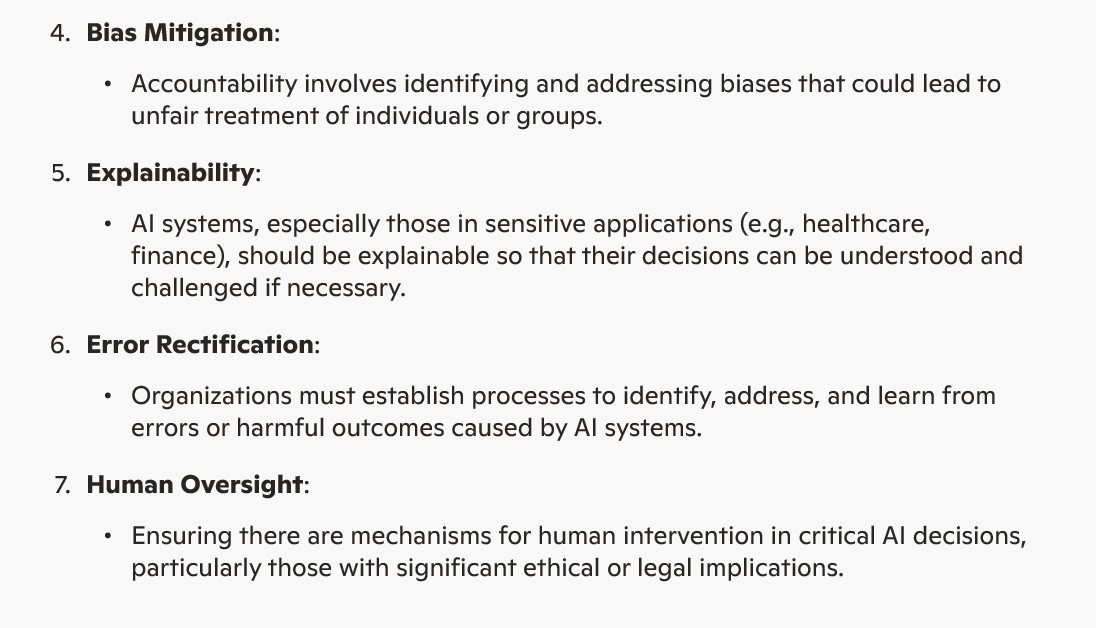 4. Bias Mitigation:
• Accountability involves identifying and addressing biases that could lead to
unfair treatment of individuals or groups.
5. Explainability:
• AI systems, especially those in sensitive applications (e.g., healthcare,
finance), should be explainable so that their decisions can be understood and
challenged if necessary.
6. Error Rectification:
• Organizations must establish processes to identify, address, and learn from
errors or harmful outcomes caused by AI systems.
7. Human Oversight:
• Ensuring there are mechanisms for human intervention in critical AI decisions,
particularly those with significant ethical or legal implications.